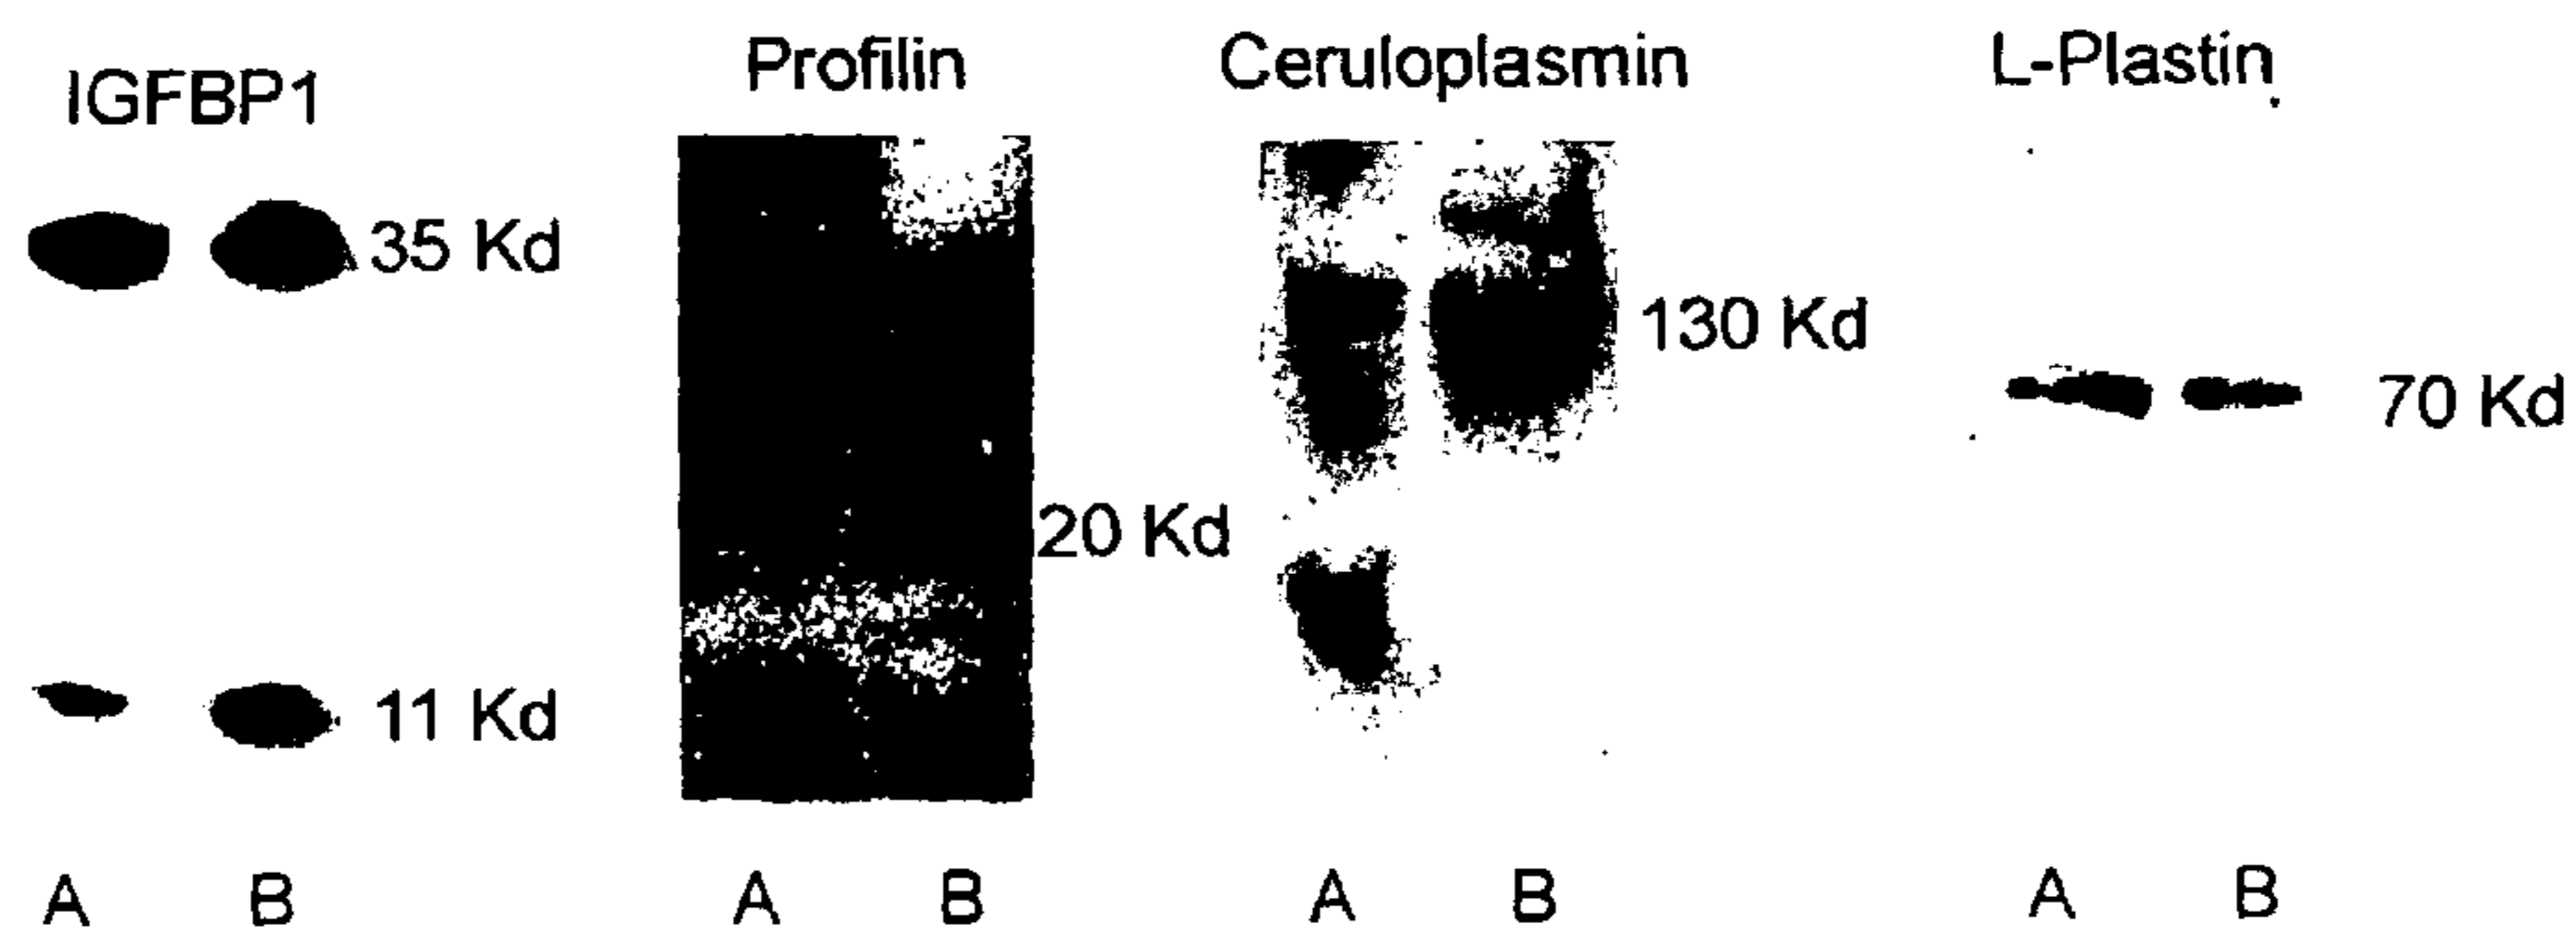 IGFBP1
Profilin
Ceruloplasmin
L-Plastin
35 Kd
11 Kd
20 Kd
130 Kd
70 Kd
A B
A B
A B
A B